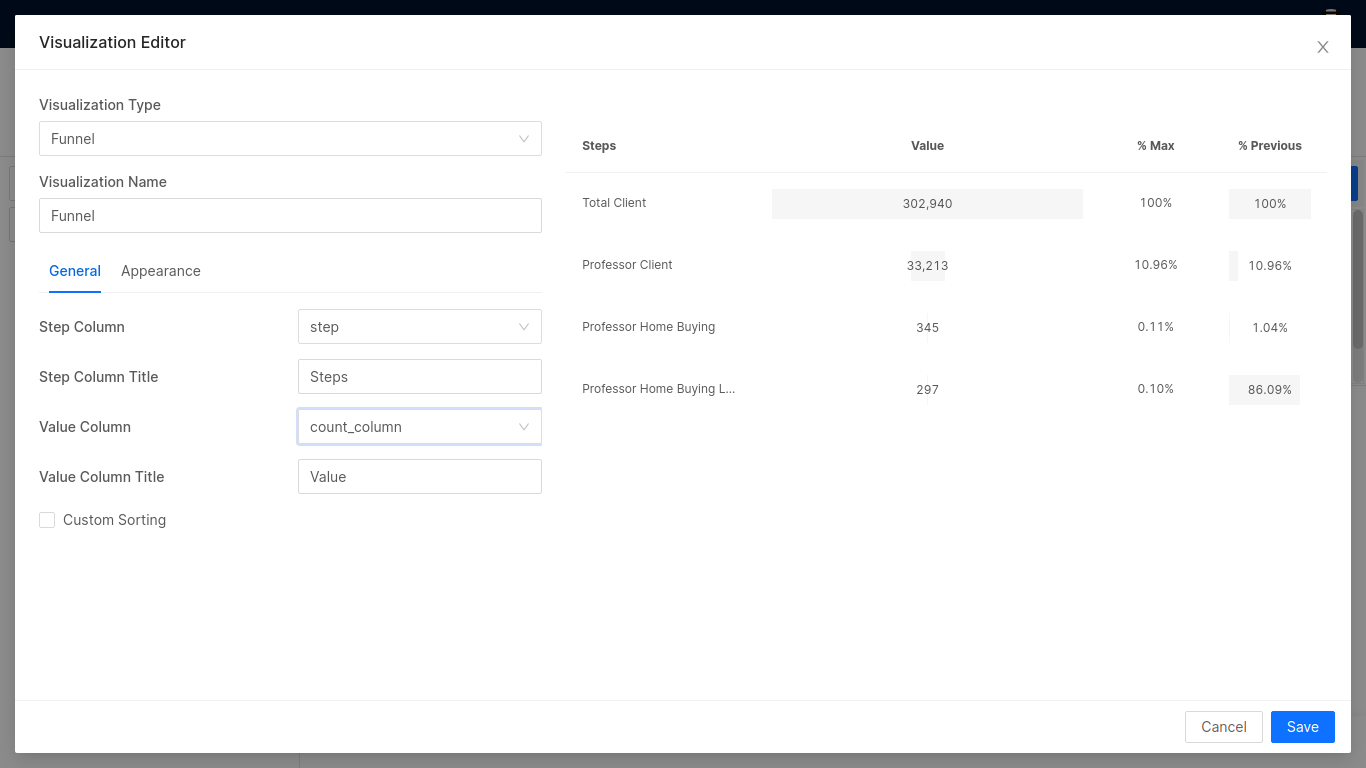 Visualization Editor
Visualization Type
Funnel
Visualization Name
Funnel
General Appearance
Step Column step
Step Column Title Steps
Value Column count_column
Value Column Title Value
Custom Sorting
Steps Value % Max % Previous
Total Client 302,940 100% 100%
Professor Client 33,213 10.96% 10.96%
Professor Home Buying 345 0.11% 1.04%
Professor Home Buying L... 297 0.10% 86.09%
Cancel Save